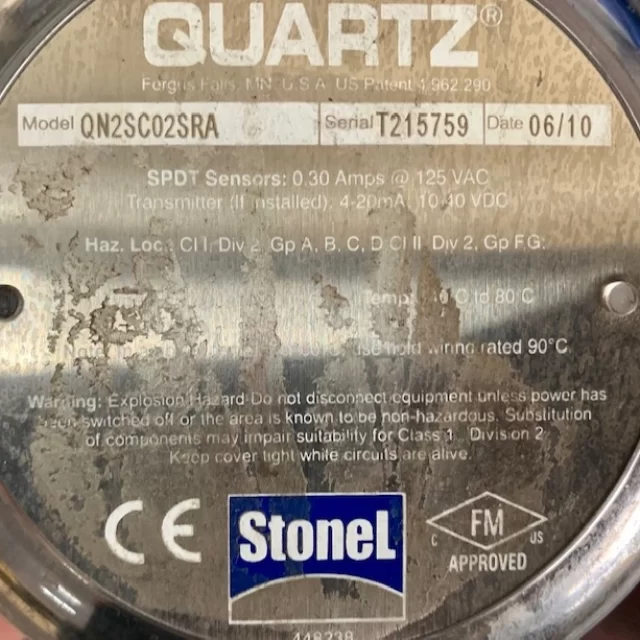 QUARTZ®
Fergus Falls, MN U S A US Patent 4,962,290
Model QN2SC02SRA Serial T215759 Date 06/10
SPDT Sensors: 0.30 Amps @ 125 VAC
Transmitter (If installed): 4-20mA, 10-40 VDC
Haz. Loc.: Cl I, Div 2, Gp A, B, C, D Cl II, Div 2, Gp FG:
C to 80 C
wiring rated 90°C.
Warning: Explosion Hazard-Do not disconnect equipment unless power has
been switched off or the area is known to be non-hazardous. Substitution
of components may impair suitability for Class 1 Division 2
Keep cover tight while circuits are alive.
CE
StoneL
FM
C US
APPROVED
448238